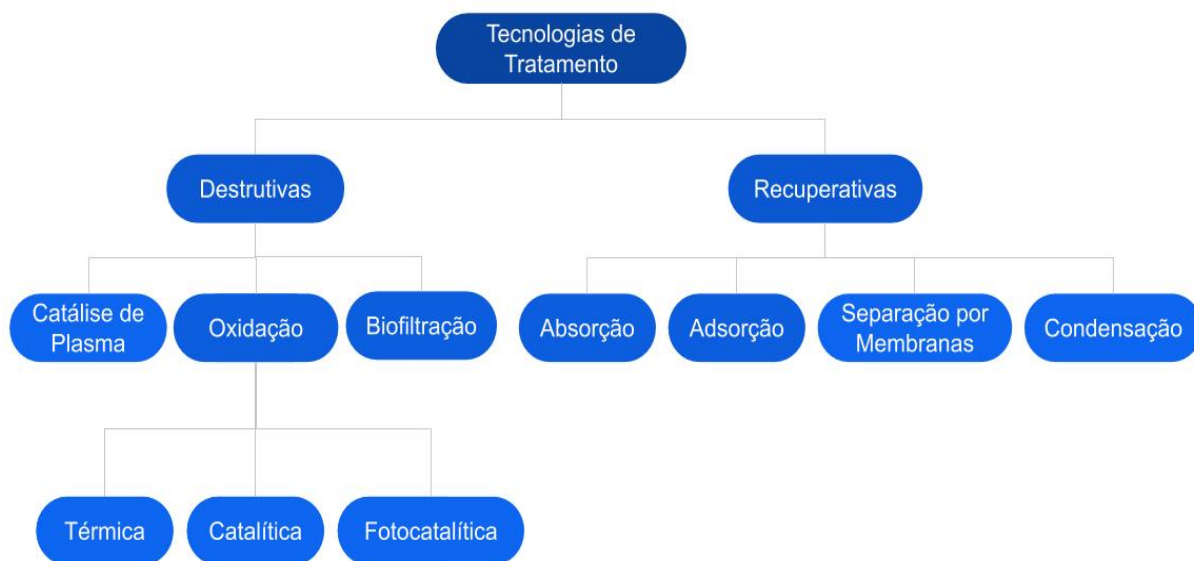 Tecnologias de
Tratamento
Destrutivas
Recuperativas
Catálise de
Plasma
Oxidação
Biofiltração
Absorção
Adsorção
Separação por
Membranas
Condensação
Térmica
Catalítica
Fotocatalítica